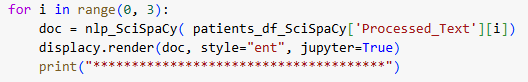 for i in range(0, 3):
    doc = nlp_SciSpaCy( patients_df_SciSpaCy['Processed_Text'][i])
    displacy.render(doc, style="ent", jupyter=True)
    print("**************************************")